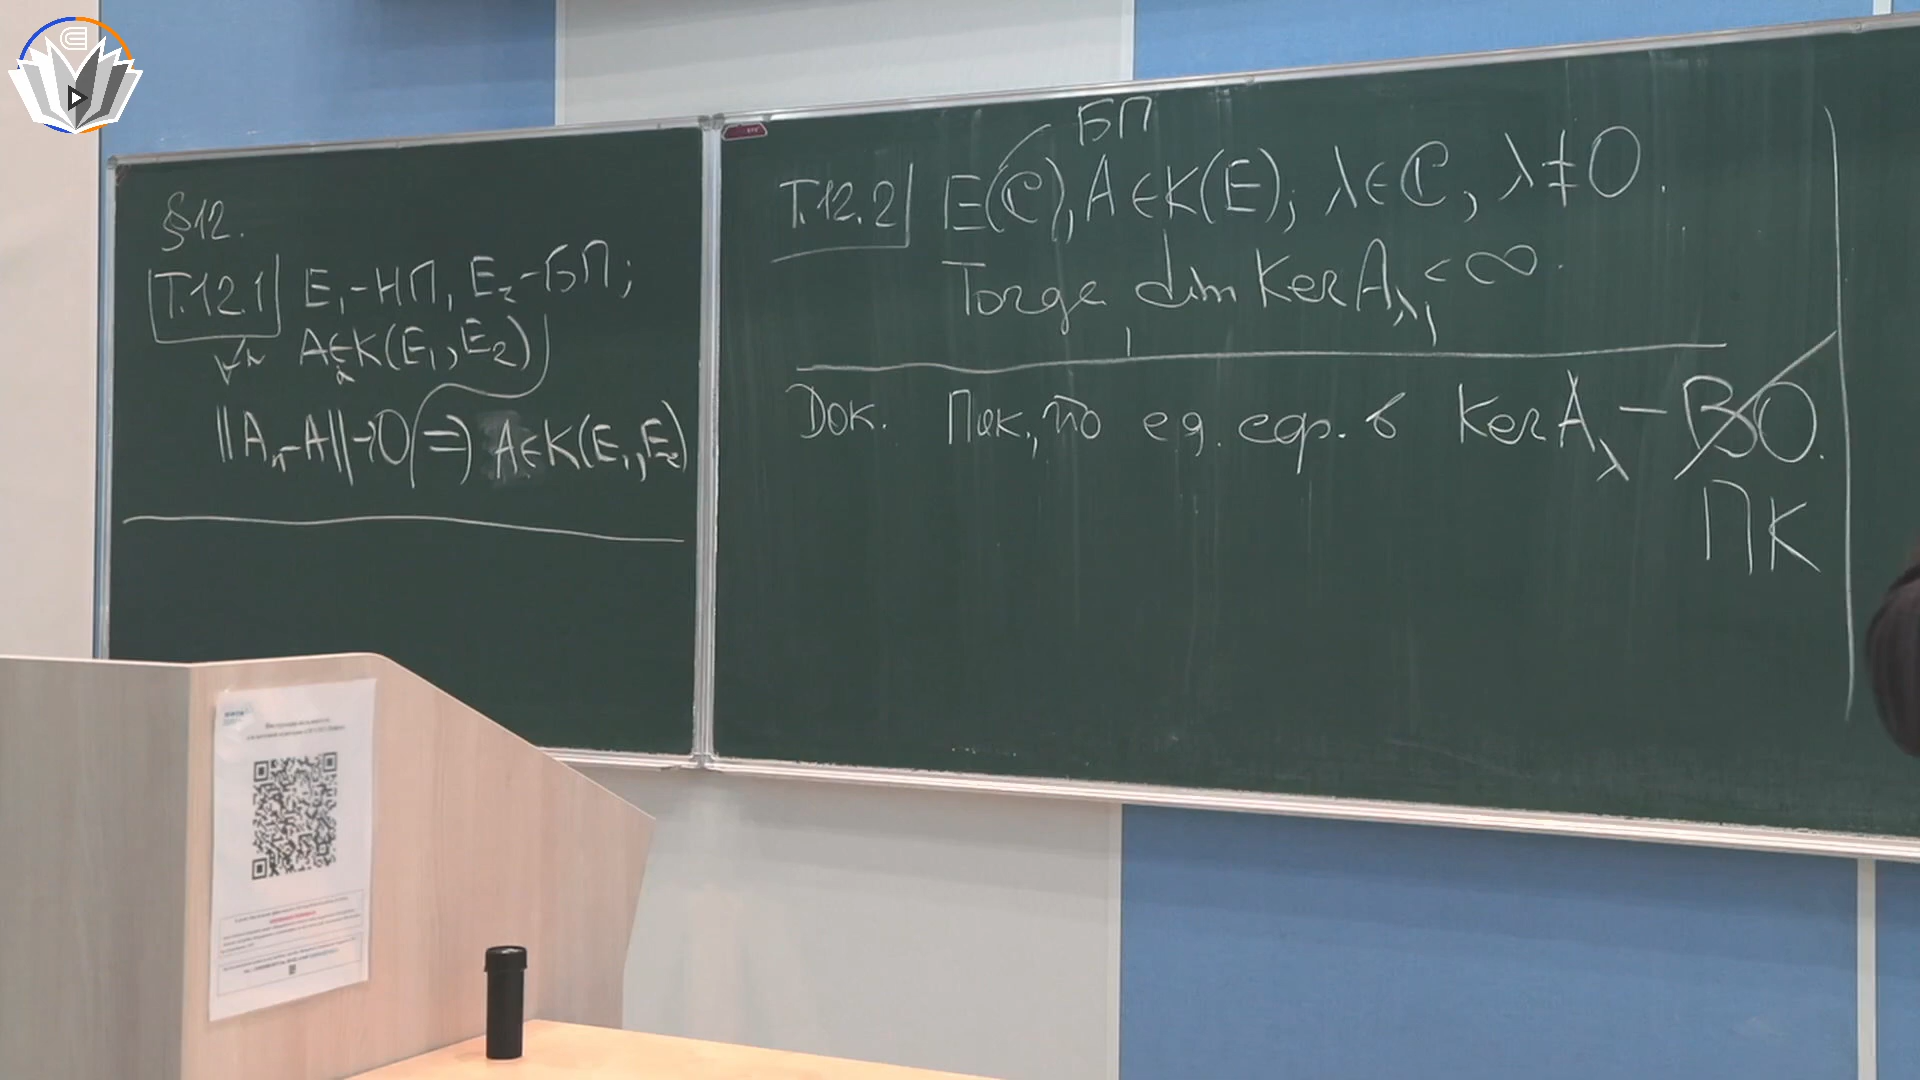 §12.
Т.12.1 E₁-НП, E₂-БП;
∀n Aₙ∈K(E₁,E₂)
||Aₙ-A||→0 ⇒ A∈K(E₁,E₂)
БП
Т.12.2 E(ℂ), A∈K(E); λ∈ℂ, λ≠0.
Тогда dim Ker A_λ < ∞.
Док. Пок., что ед. сф. в Ker A_λ – ВО.
ПК